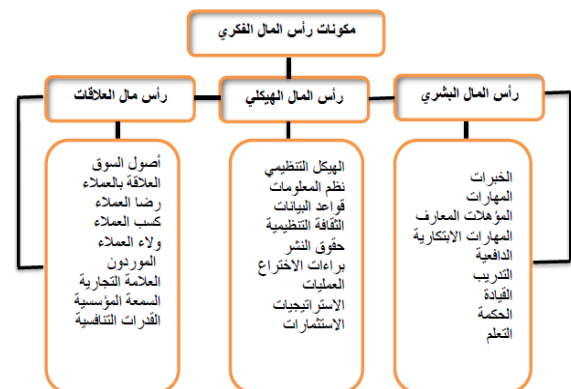 مكونات رأس المال الفكري
رأس المال البشري
رأس المال الهيكلي
رأس مال العلاقات
الخبرات
المهارات
المؤهلات المعارف
المهارات الابتكارية
الدافعية
التدريب
القيادة
الحكمة
التعلم
الهيكل التنظيمي
نظم المعلومات
قواعد البيانات
الثقافة التنظيمية
حقوق النشر
براءات الاختراع
العمليات
الاستراتيجيات
الاستثمارات
أصول السوق
العلاقة بالعملاء
رضا العملاء
كسب العملاء
ولاء العملاء
الموردون
العلامة التجارية
السمعة المؤسسية
القدرات التنافسية